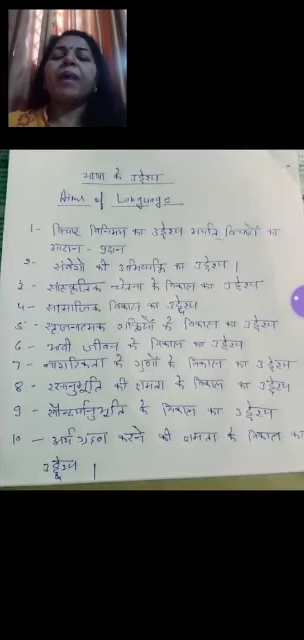 भाषा के उद्देश्य
Aims of Language
1- विचार विनिमय का उद्देश्य अर्थात् विचारों का
आदान - प्रदान
2- संवेगों की अभिव्यक्ति का उद्देश्य ।
3- सांस्कृतिक चेतना के विकास का उद्देश्य
4- सामाजिक विकास का उद्देश्य
5- सृजनात्मक शक्तियों के विकास का उद्देश्य
6- भावी जीवन के विकास का उद्देश्य
7- नागरिकता के गुणों के विकास का उद्देश्य
8- रसानुभूति की क्षमता के विकास का उद्देश्य
9- सौन्दर्यानुभूति के विकास का उद्देश्य
10 - अर्थ ग्रहण करने की क्षमता के विकास का
उद्देश्य ।